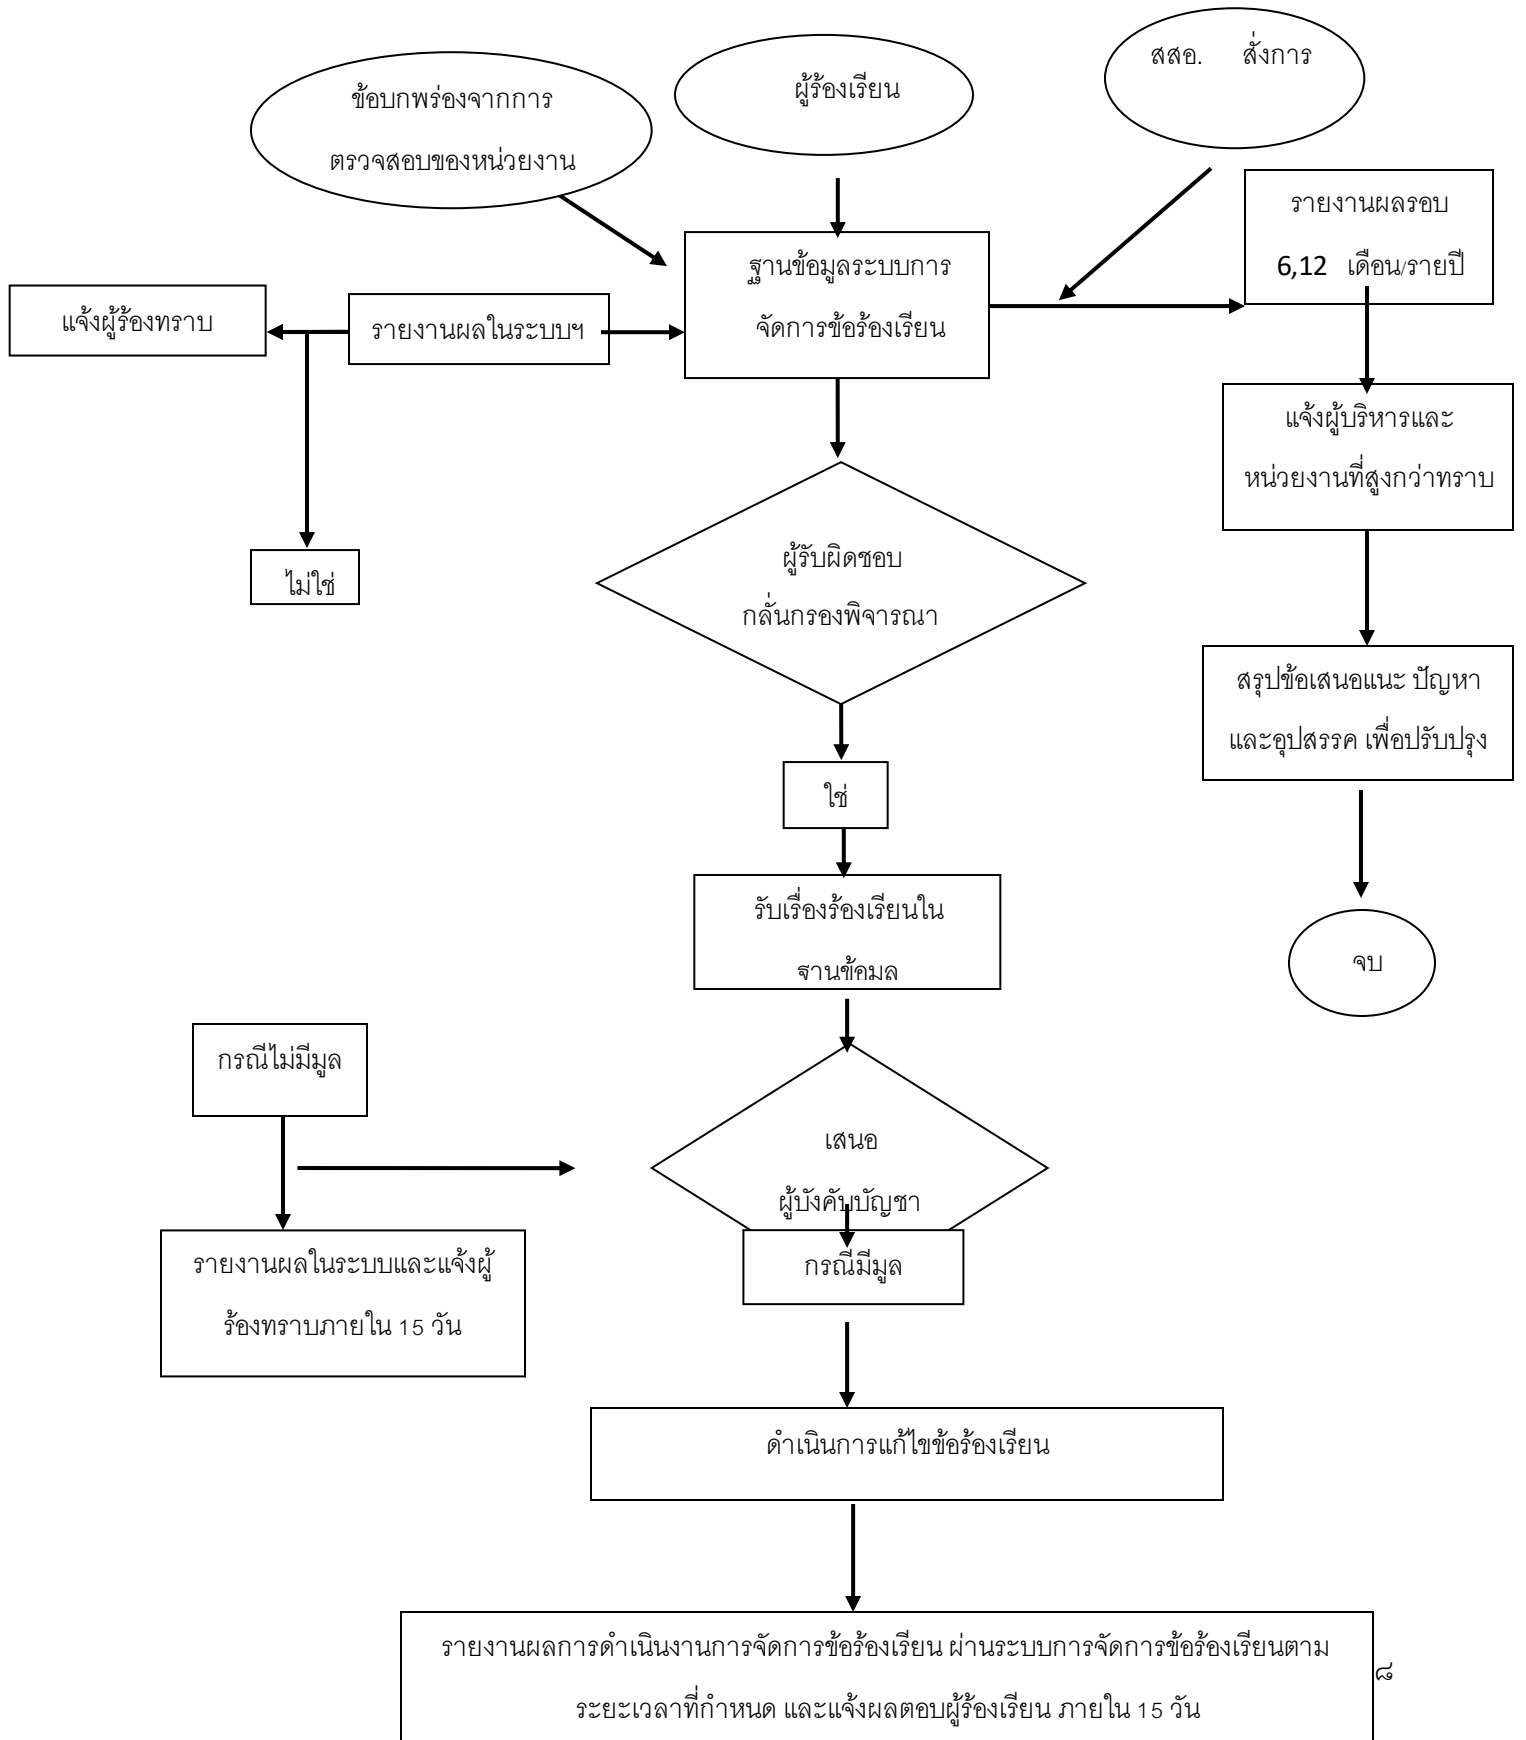 สสอ. สั่งการ
ผู้ร้องเรียน
ข้อบกพร่องจากการ
ตรวจสอบของหน่วยงาน
รายงานผลรอบ
6,12 เดือน/รายปี
ฐานข้อมูลระบบการ
จัดการข้อร้องเรียน
แจ้งผู้ร้องทราบ
รายงานผลในระบบฯ
แจ้งผู้บริหารและ
หน่วยงานที่สูงกว่าทราบ
ไม่ใช่
ผู้รับผิดชอบ
กลั่นกรองพิจารณา
สรุปข้อเสนอแนะ ปัญหา
และอุปสรรค เพื่อปรับปรุง
ใช่
รับเรื่องร้องเรียนใน
ฐานข้อมูล
จบ
กรณีไม่มีมูล
เสนอ
ผู้บังคับบัญชา
กรณีมีมูล
รายงานผลในระบบและแจ้งผู้
ร้องทราบภายใน 15 วัน
ดำเนินการแก้ไขข้อร้องเรียน
รายงานผลการดำเนินงานการจัดการข้อร้องเรียน ผ่านระบบการจัดการข้อร้องเรียนตาม
ระยะเวลาที่กำหนด และแจ้งผลตอบผู้ร้องเรียน ภายใน 15 วัน
๘